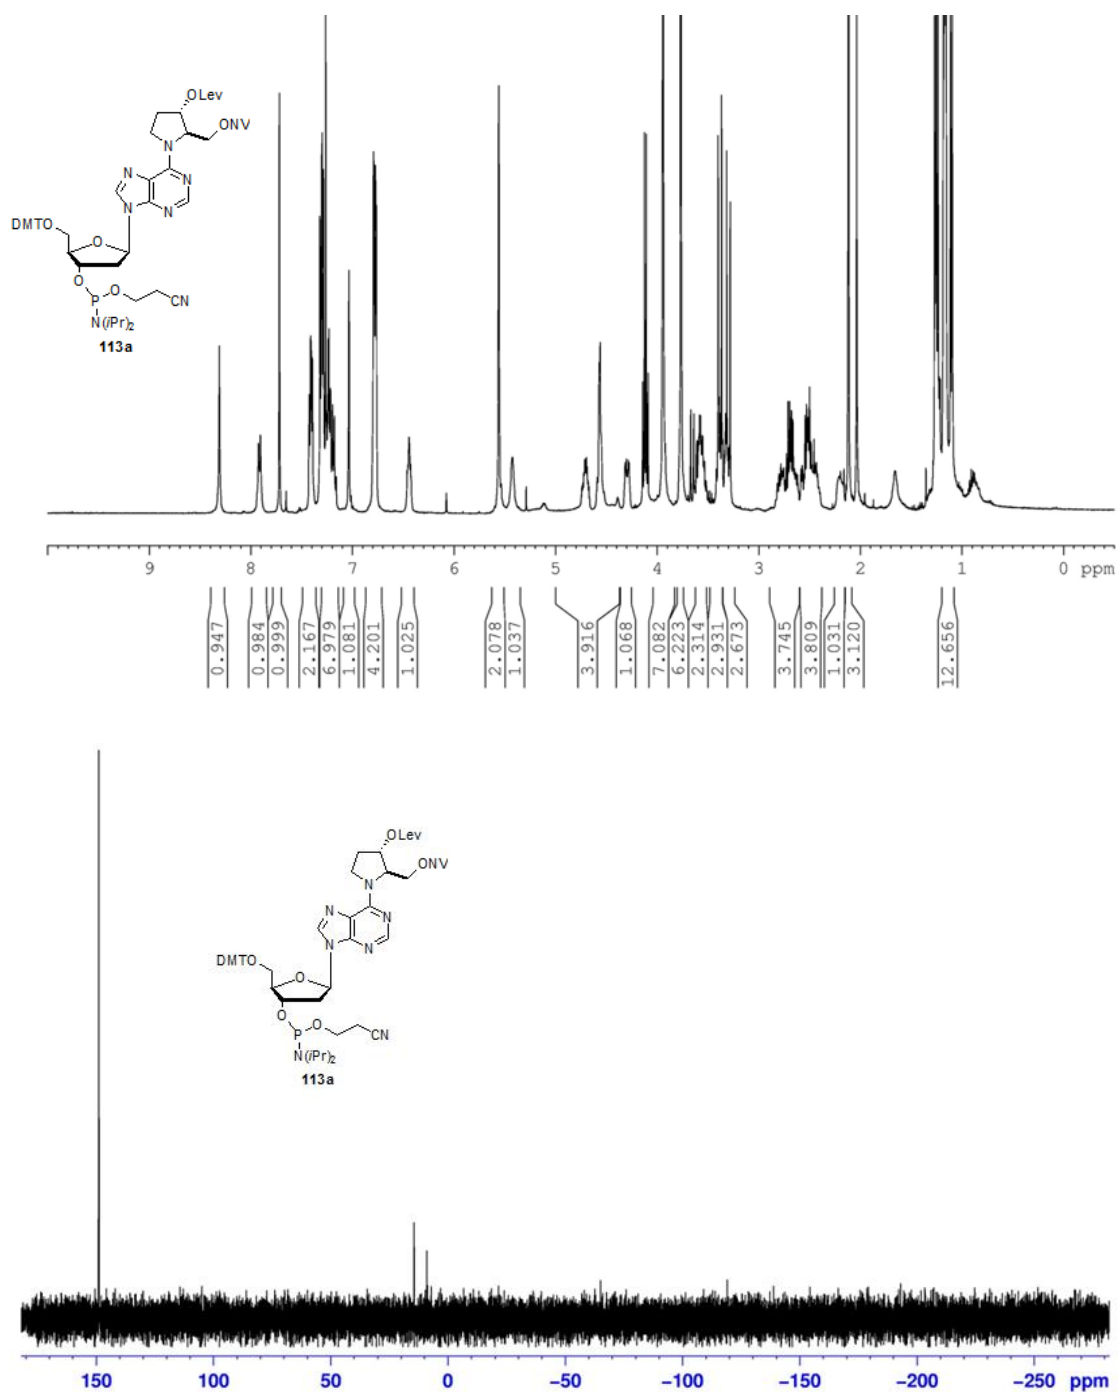 OLev
ONV
N
N
N
N
N
DMTO
O
O
P
O
CN
N(iPr)2
113a
9 8 7 6 5 4 3 2 1 0 ppm
0.947 0.984 0.999 2.167 6.979 1.081 4.201 1.025 2.078 1.037 3.916 1.068 7.082 6.223 2.314 2.931 2.673 3.745 3.809 1.031 3.120 12.656
OLev
ONV
N
N
N
N
N
DMTO
O
O
P
O
CN
N(iPr)2
113a
150 100 50 0 −50 −100 −150 −200 −250 ppm